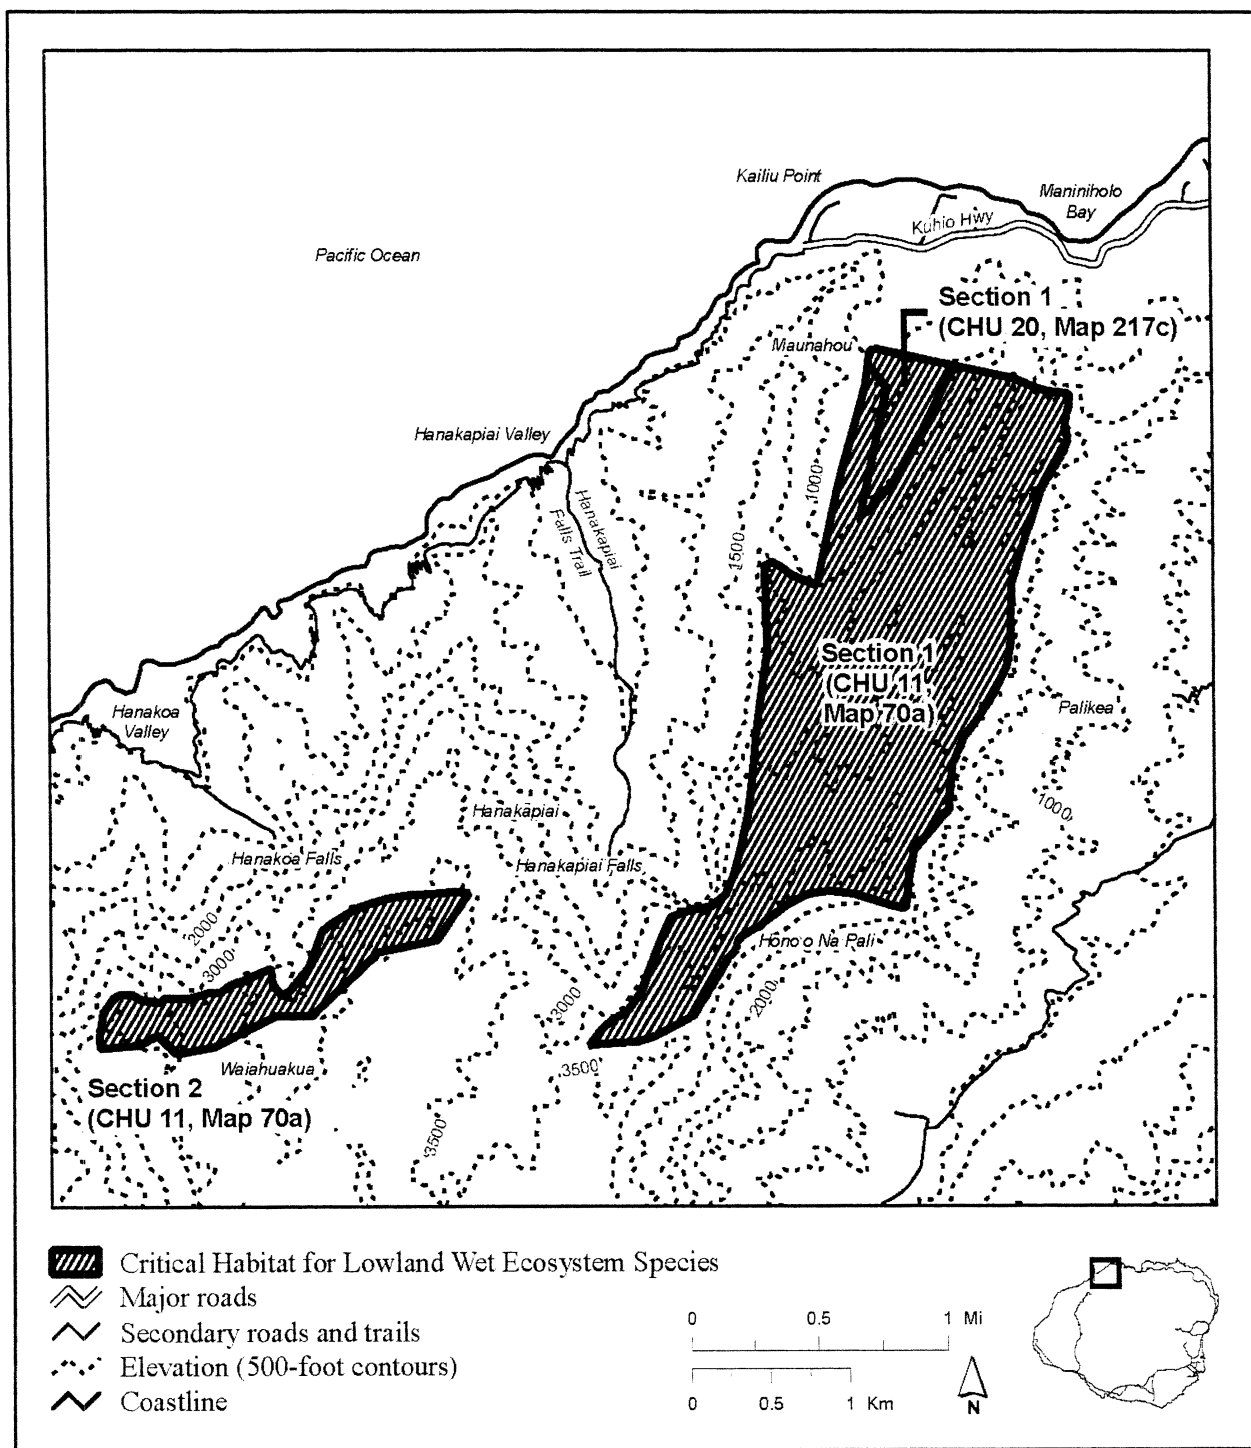 Kailiu Point
Maniniholo
Bay
Kuhio Hwy
Pacific Ocean
Section 1
(CHU 20, Map 217c)
Maunahou
Hanakapiai Valley
1000
Hanakapiai
Falls Trail
1500
Section 1
(CHU 11,
Map 70a)
Hanakoa
Valley
Palikea
1000
Hanakapiai
Hanakoa Falls
Hanakapiai Falls
2000
3000
Hono o Na Pali
3000
2000
Waiahuakua
3500
Section 2
(CHU 11, Map 70a)
3500
Critical Habitat for Lowland Wet Ecosystem Species
Major roads
Secondary roads and trails
Elevation (500-foot contours)
Coastline
0 0.5 1 Mi
0 0.5 1 Km
N